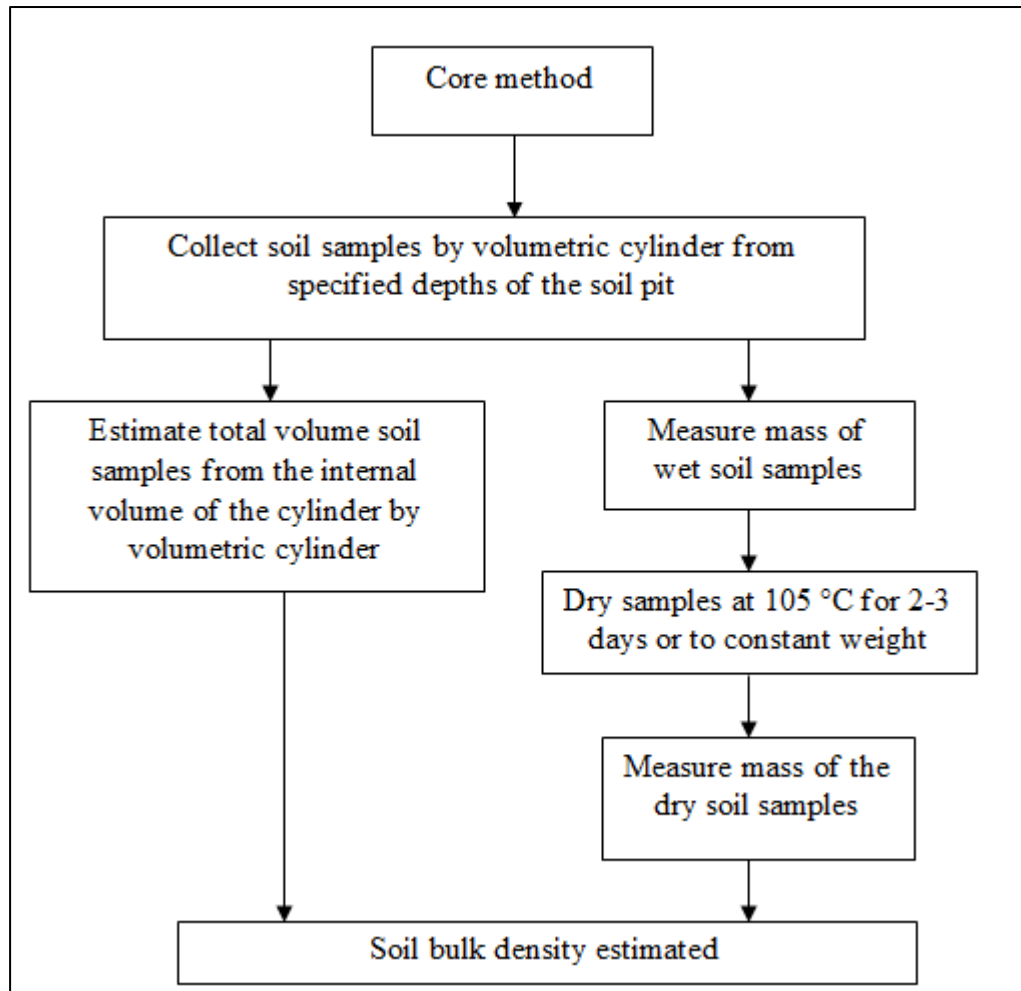 Core method
Collect soil samples by volumetric cylinder from
specified depths of the soil pit
Estimate total volume soil
samples from the internal
volume of the cylinder by
volumetric cylinder
Measure mass of
wet soil samples
Dry samples at 105 °C for 2-3
days or to constant weight
Measure mass of the
dry soil samples
Soil bulk density estimated